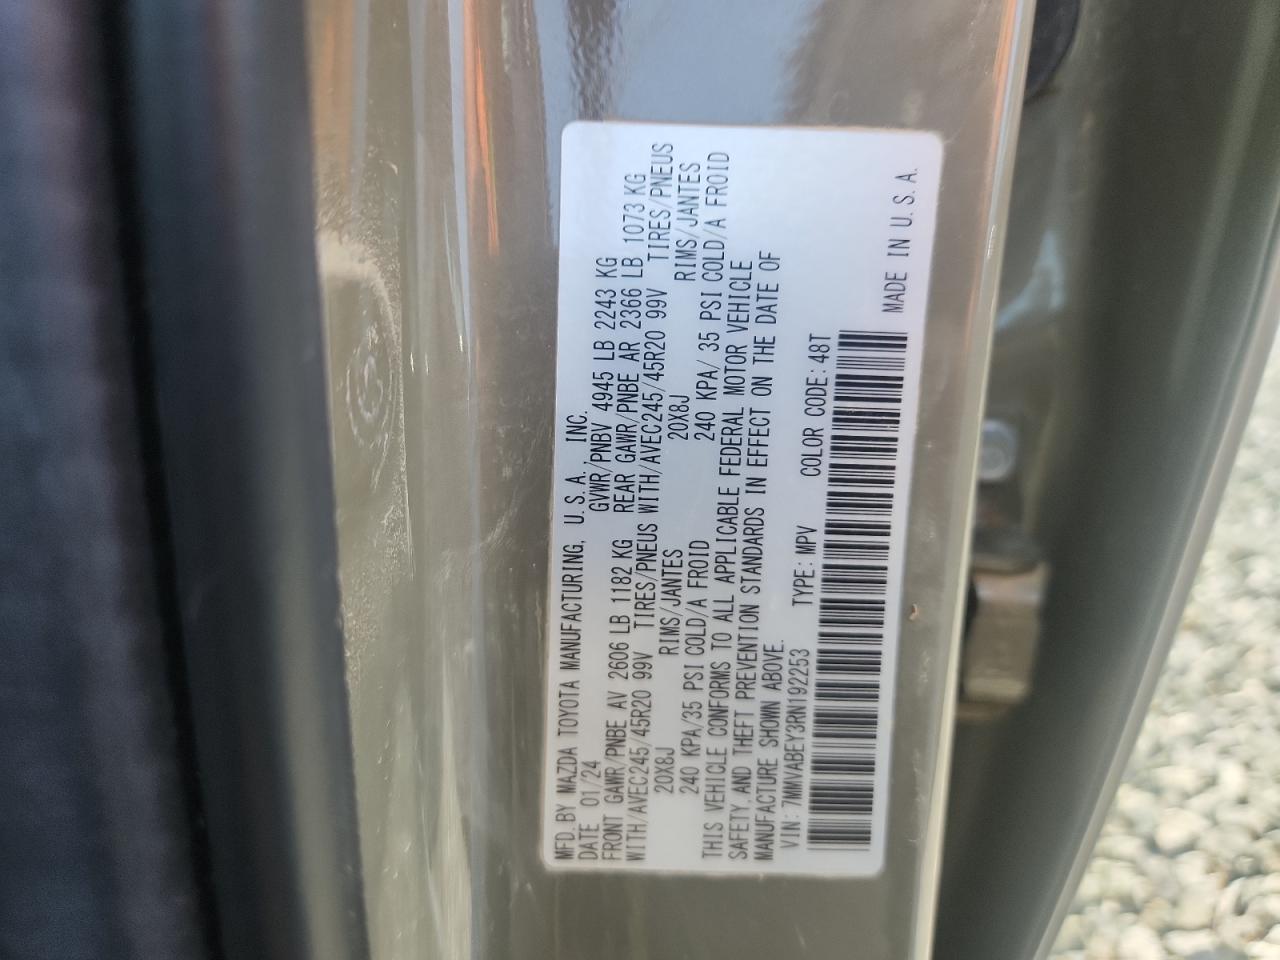 MFD.BY MAZDA TOYOTA MANUFACTURING, U.S.A., INC.
DATE 01/24 GVWR/PNBV 4945 LB 2243 KG
FRONT GAWR/PNBE AV 2606 LB 1182 KG REAR GAWR/PNBE AR 2366 LB 1073 KG
WITH/AVEC245/45R20 99V TIRES/PNEUS WITH/AVEC245/45R20 99V TIRES/PNEUS
20X8J RIMS/JANTES 20X8J RIMS/JANTES
240 KPA/35 PSI COLD/A FROID 240 KPA/ 35 PSI COLD/A FROID
THIS VEHICLE CONFORMS TO ALL APPLICABLE FEDERAL MOTOR VEHICLE
SAFETY, AND THEFT PREVENTION STANDARDS IN EFFECT ON THE DATE OF
MANUFACTURE SHOWN ABOVE.
VIN: 7MMVABEY3RN192253 TYPE: MPV COLOR CODE: 48T
MADE IN U.S.A.